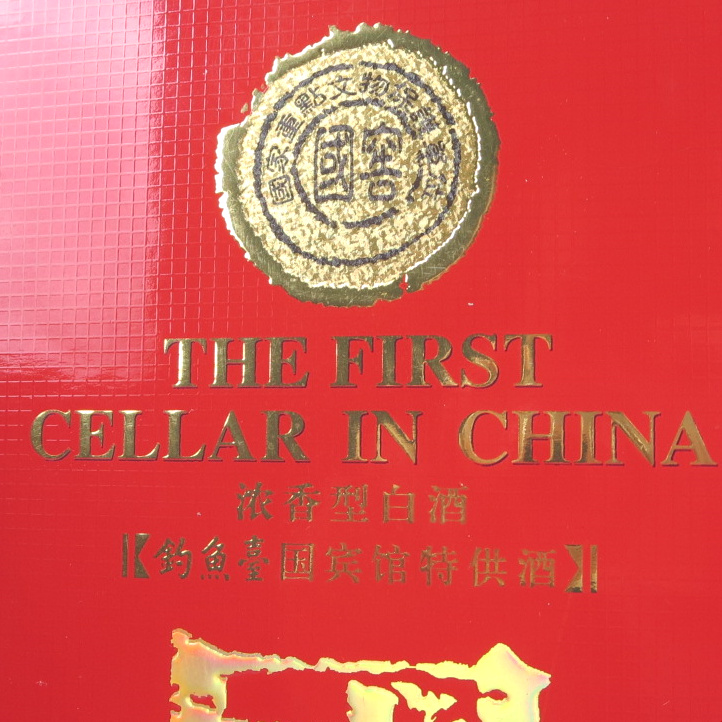 國家重點文物保護單位
國窖
THE FIRST
CELLAR IN CHINA
浓香型白酒
【釣魚臺国宾馆特供酒】